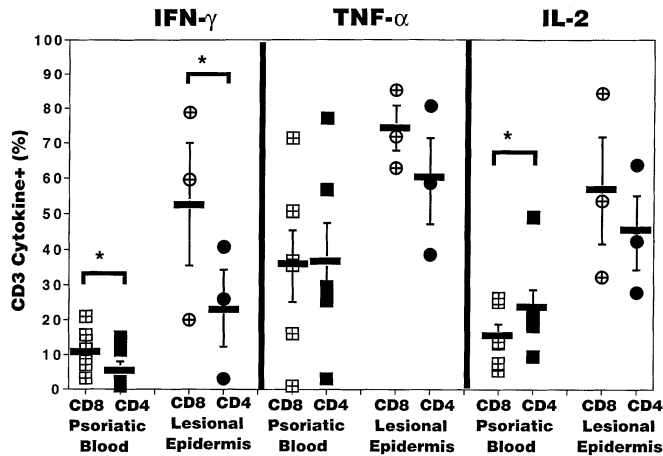 IFN-γ TNF-α IL-2
CD3 Cytokine+ (%)
100
90
80
70
60
50
40
30
20
10
0
* * *
*
CD8 CD4 CD8 CD4 CD8 CD4 CD8 CD4 CD8 CD4 CD8 CD4
Psoriatic Lesional Psoriatic Lesional Psoriatic Lesional
Blood Epidermis Blood Epidermis Blood Epidermis